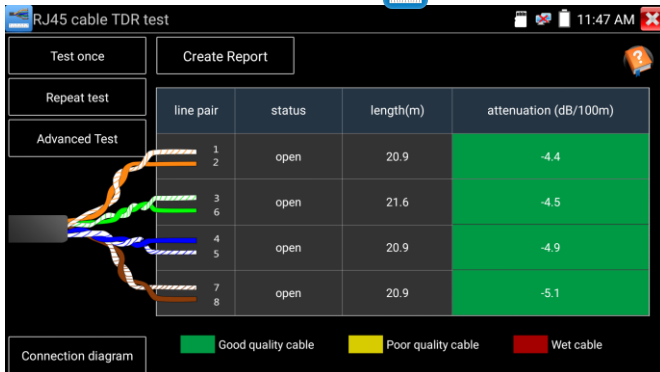 RJ45 cable TDR test
11:47 AM
Test once
Create Report
Repeat test
Advanced Test
line pair status length(m) attenuation (dB/100m)
1
2
open 20.9 -4.4
3
6
open 21.6 -4.5
4
5
open 20.9 -4.9
7
8
open 20.9 -5.1
Good quality cable Poor quality cable Wet cable
Connection diagram